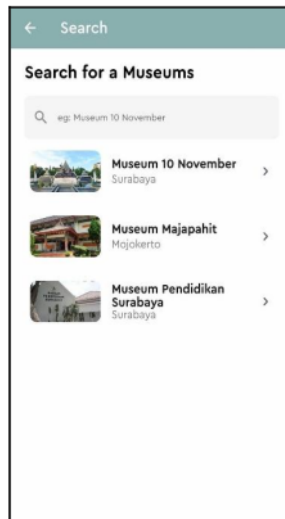 Search
Search for a Museums
eg: Museum 10 November
Museum 10 November
Surabaya
Museum Majapahit
Mojokerto
Museum Pendidikan
Surabaya
Surabaya